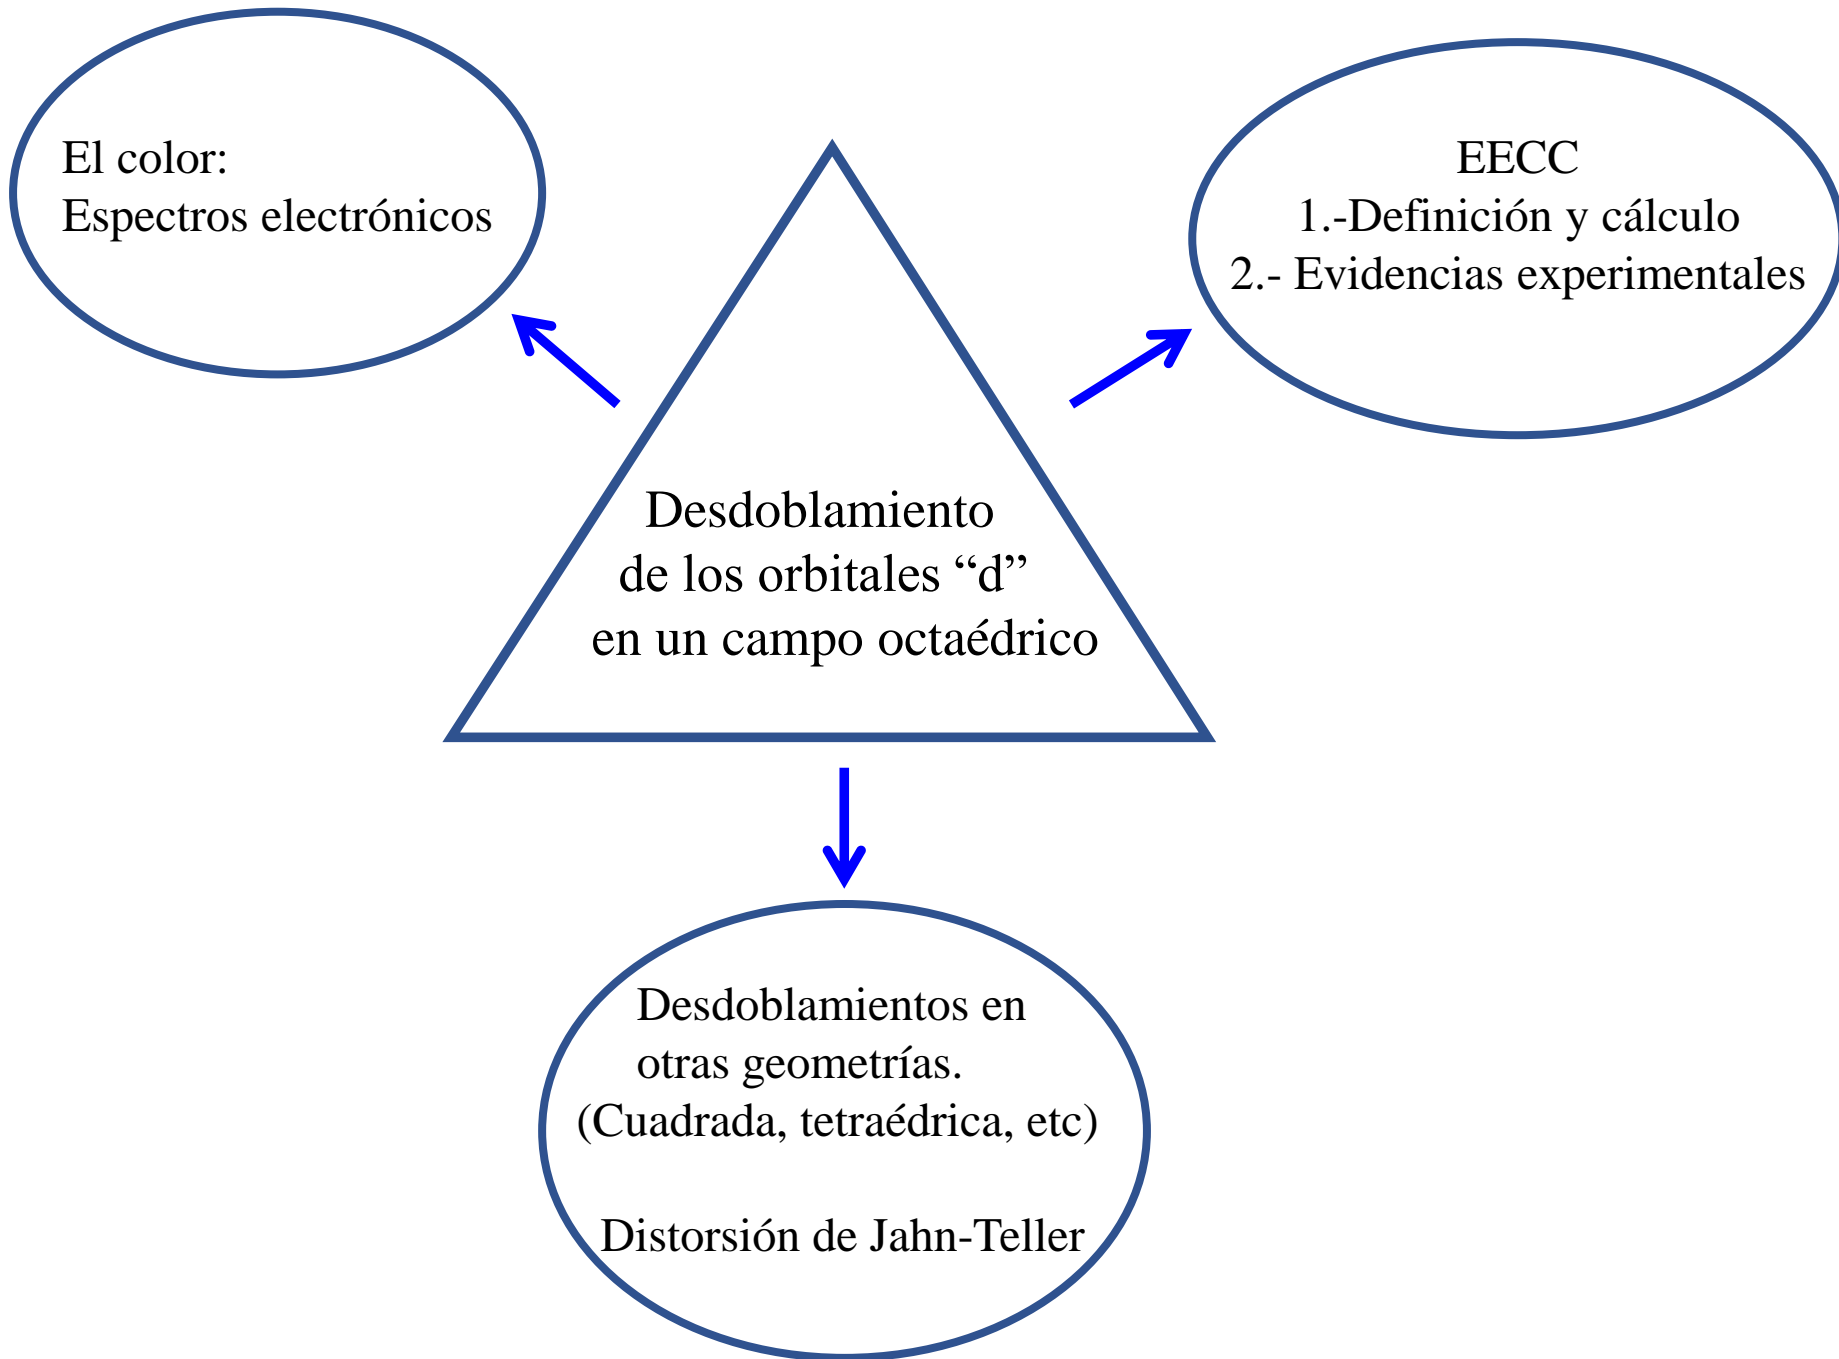 El color:
Espectros electrónicos
EECC
1.-Definición y cálculo
2.- Evidencias experimentales
Desdoblamiento
de los orbitales “d”
en un campo octaédrico
Desdoblamientos en
otras geometrías.
(Cuadrada, tetraédrica, etc)
Distorsión de Jahn-Teller